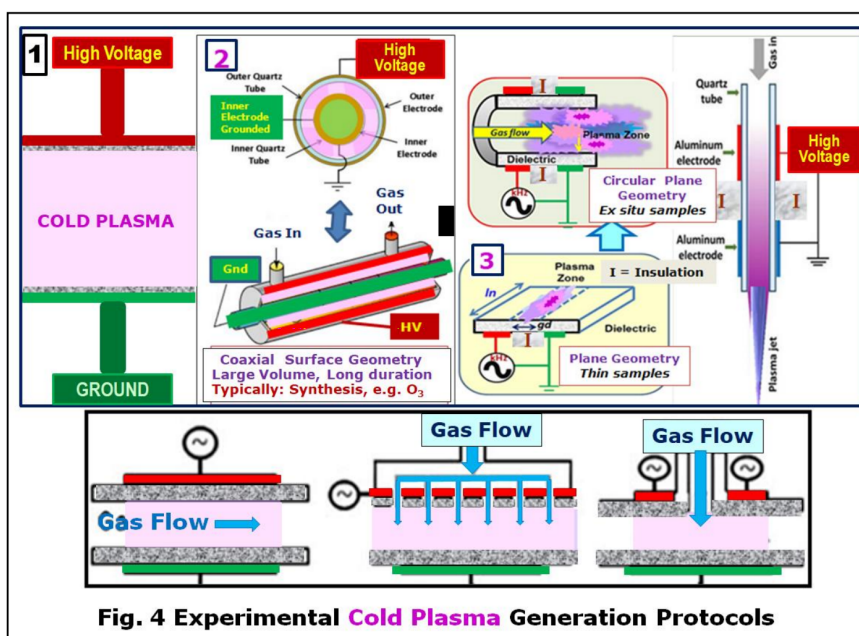 1
High Voltage
COLD PLASMA
GROUND
2
High
Voltage
Outer Quartz
Tube
Inner
Electrode
Grounded
Outer
Electrode
Inner Quartz
Tube
Inner
Electrode
Gas
Out
Gas In
Gnd
HV
Coaxial Surface Geometry
Large Volume, Long duration
Typically: Synthesis, e.g. O3
I
Gas flow
Plasma Zone
Dielectric
I
kHz
Circular Plane
Geometry
Ex situ samples
3
Plasma
Zone
I = Insulation
ln
gd
I
Dielectric
kHz
Plane Geometry
Thin samples
Gas in
Quartz
tube
Aluminum
electrode
High
Voltage
I
I
Aluminum
electrode
Plasma jet
Gas Flow
Gas Flow
Gas Flow
Fig. 4 Experimental Cold Plasma Generation Protocols